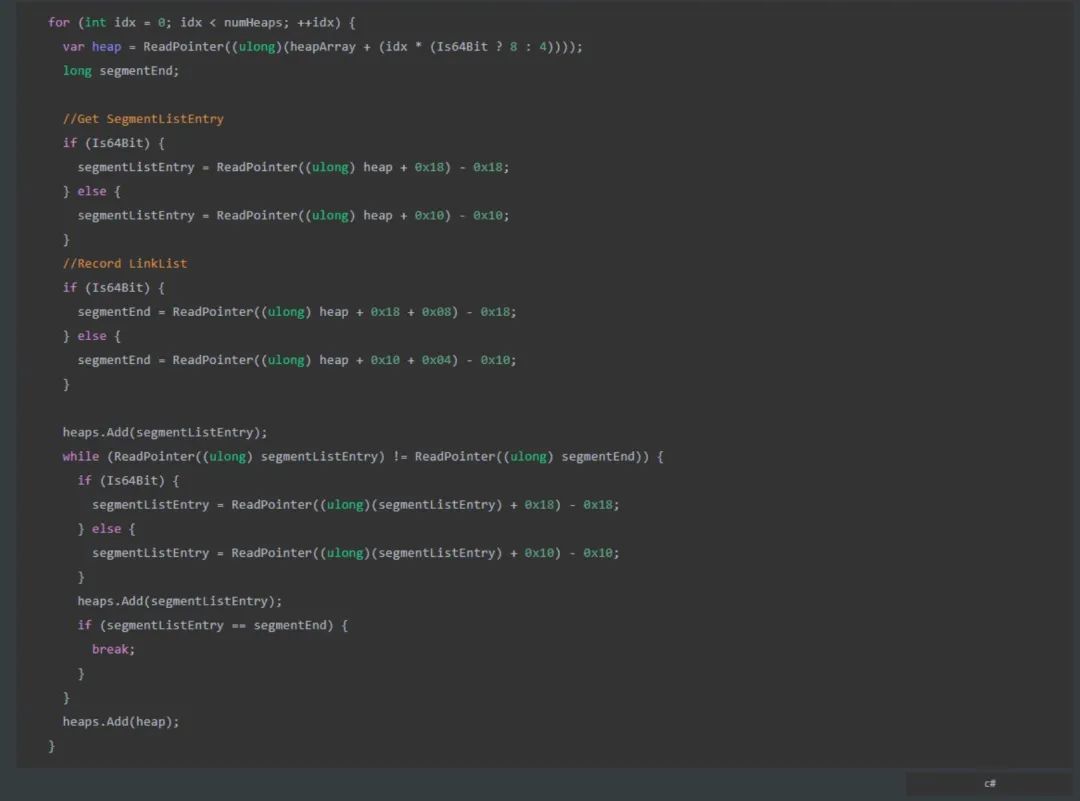 for (int idx = 0; idx < numHeaps; ++idx) {
var heap = ReadPointer((ulong)(heapArray + (idx * (Is64Bit ? 8 : 4))));
long segmentEnd;
//Get SegmentListEntry
if (Is64Bit) {
segmentListEntry = ReadPointer((ulong) heap + 0x18) - 0x18;
} else {
segmentListEntry = ReadPointer((ulong) heap + 0x10) - 0x10;
}
//Record LinkList
if (Is64Bit) {
segmentEnd = ReadPointer((ulong) heap + 0x18 + 0x08) - 0x18;
} else {
segmentEnd = ReadPointer((ulong) heap + 0x10 + 0x04) - 0x10;
}
heaps.Add(segmentListEntry);
while (ReadPointer((ulong) segmentListEntry) != ReadPointer((ulong) segmentEnd)) {
if (Is64Bit) {
segmentListEntry = ReadPointer((ulong)(segmentListEntry) + 0x18) - 0x18;
} else {
segmentListEntry = ReadPointer((ulong)(segmentListEntry) + 0x10) - 0x10;
}
heaps.Add(segmentListEntry);
if (segmentListEntry == segmentEnd) {
break;
}
}
heaps.Add(heap);
}
c#